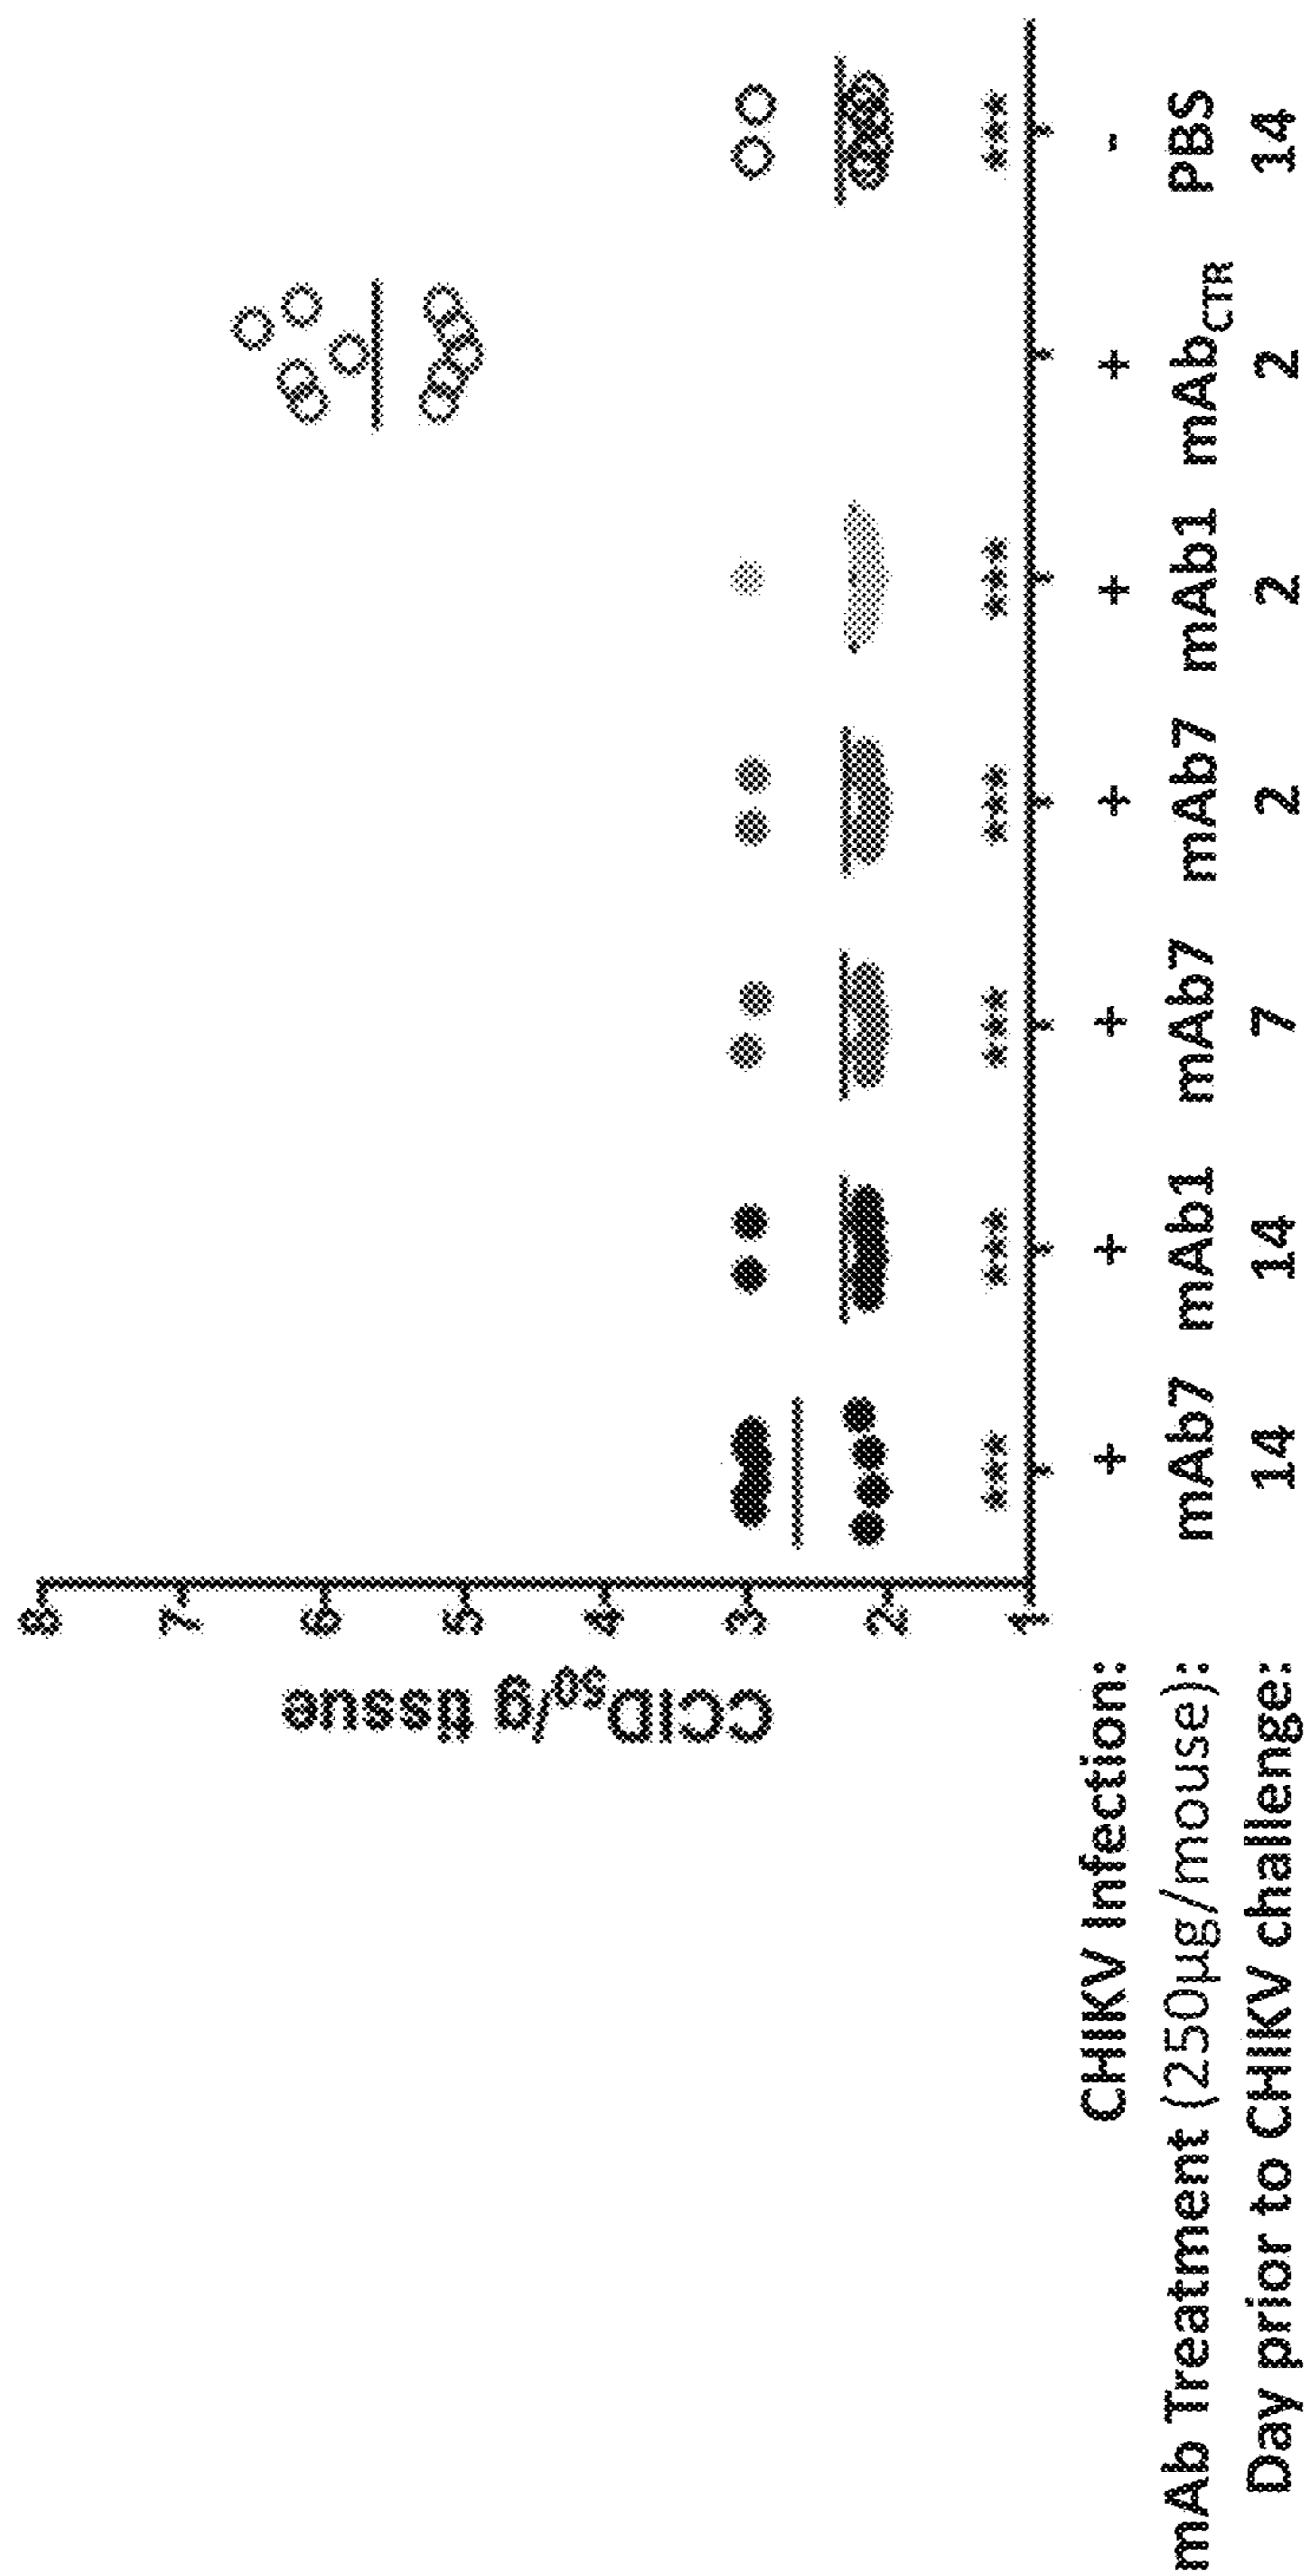 CCID50/g tissue
8
7
6
5
4
3
2
1
*** *** *** *** *** ***
CHIKV Infection: + + + + + + -
mAb Treatment (250µg/mouse): mAb7 mAb1 mAb7 mAb7 mAb1 mAbCTR PBS
Day prior to CHIKV challenge: 14 14 7 2 2 2 14